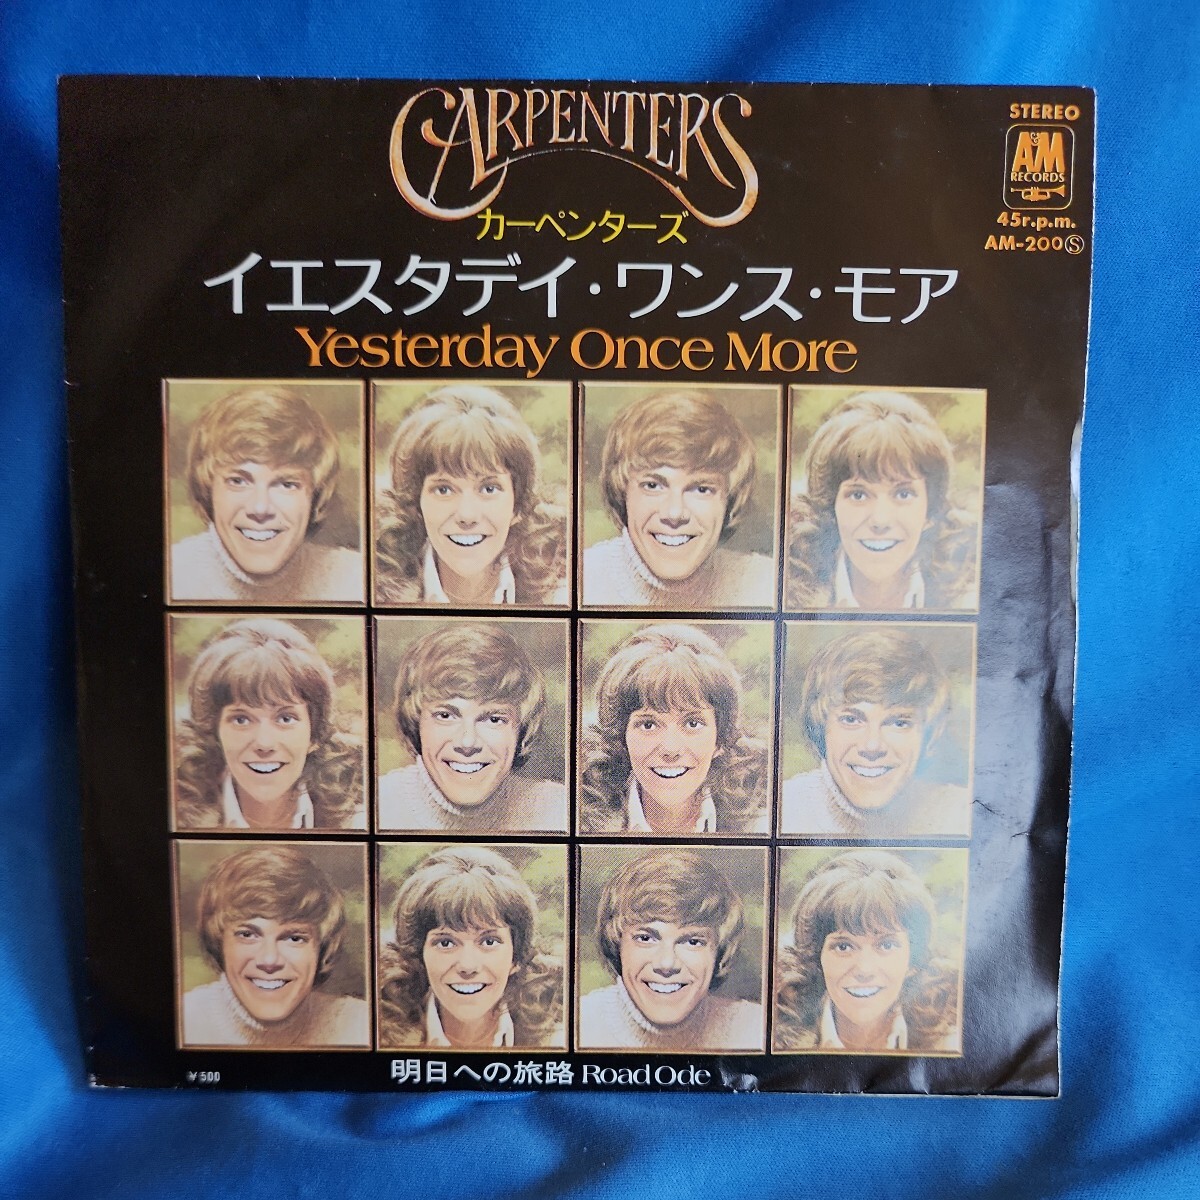 CARPENTERS
カーペンターズ
イエスタデイ・ワンス・モア
Yesterday Once More
STEREO
A&M
RECORDS
45r.p.m.
AM-200Ⓢ
明日への旅路 Road Ode
¥500